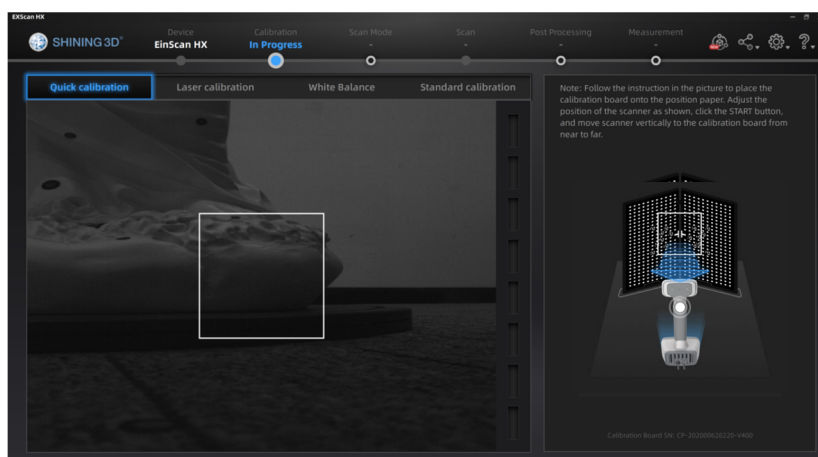 EXScan HX
SHINING 3D®
Device
EinScan HX
Calibration
In Progress
Scan Mode
-
Scan
-
Post Processing
-
Measurement
-
Quick calibration
Laser calibration
White Balance
Standard calibration
Note: Follow the instruction in the picture to place the
calibration board onto the position paper. Adjust the
position of the scanner as shown, click the START button,
and move scanner vertically to the calibration board from
near to far.
Calibration Board SN: CP-202000628220-V400